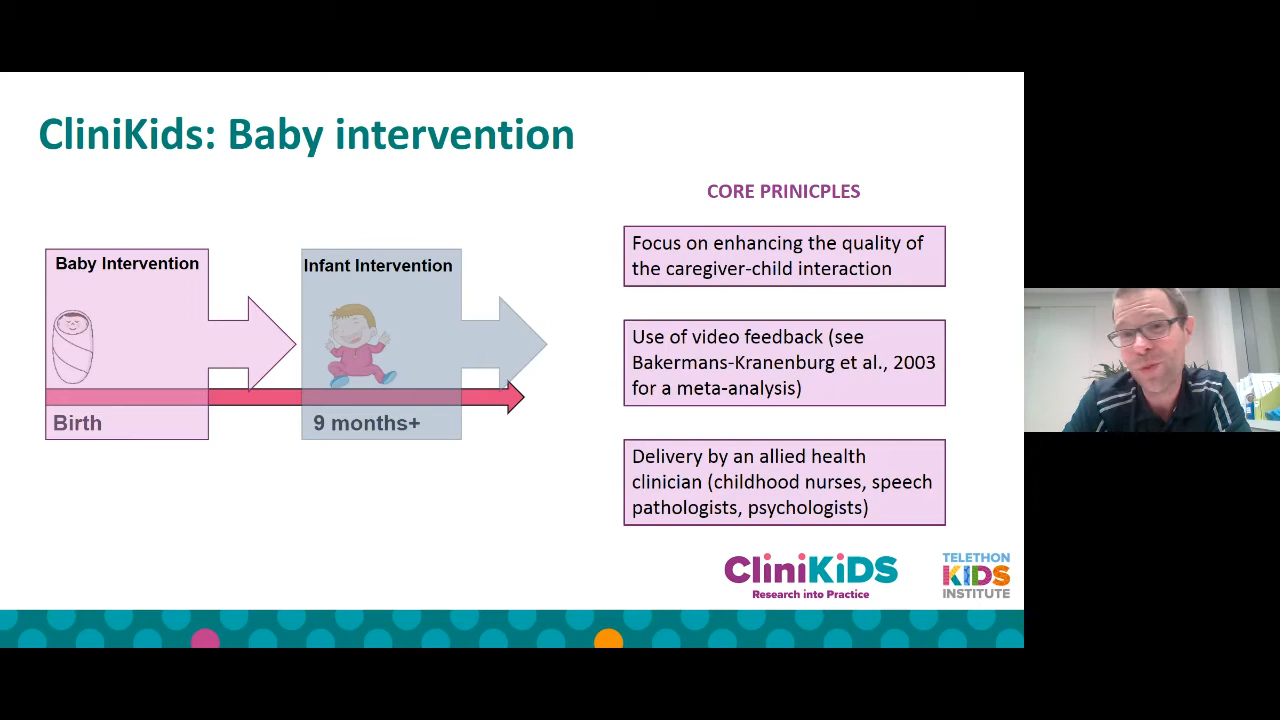 CliniKids: Baby intervention
CORE PRINICPLES
Baby Intervention
Infant Intervention
Birth
9 months+
Focus on enhancing the quality of
the caregiver-child interaction
Use of video feedback (see
Bakermans-Kranenburg et al., 2003
for a meta-analysis)
Delivery by an allied health
clinician (childhood nurses, speech
pathologists, psychologists)
CliniKiDS
Research into Practice
TELETHON
KIDS
INSTITUTE